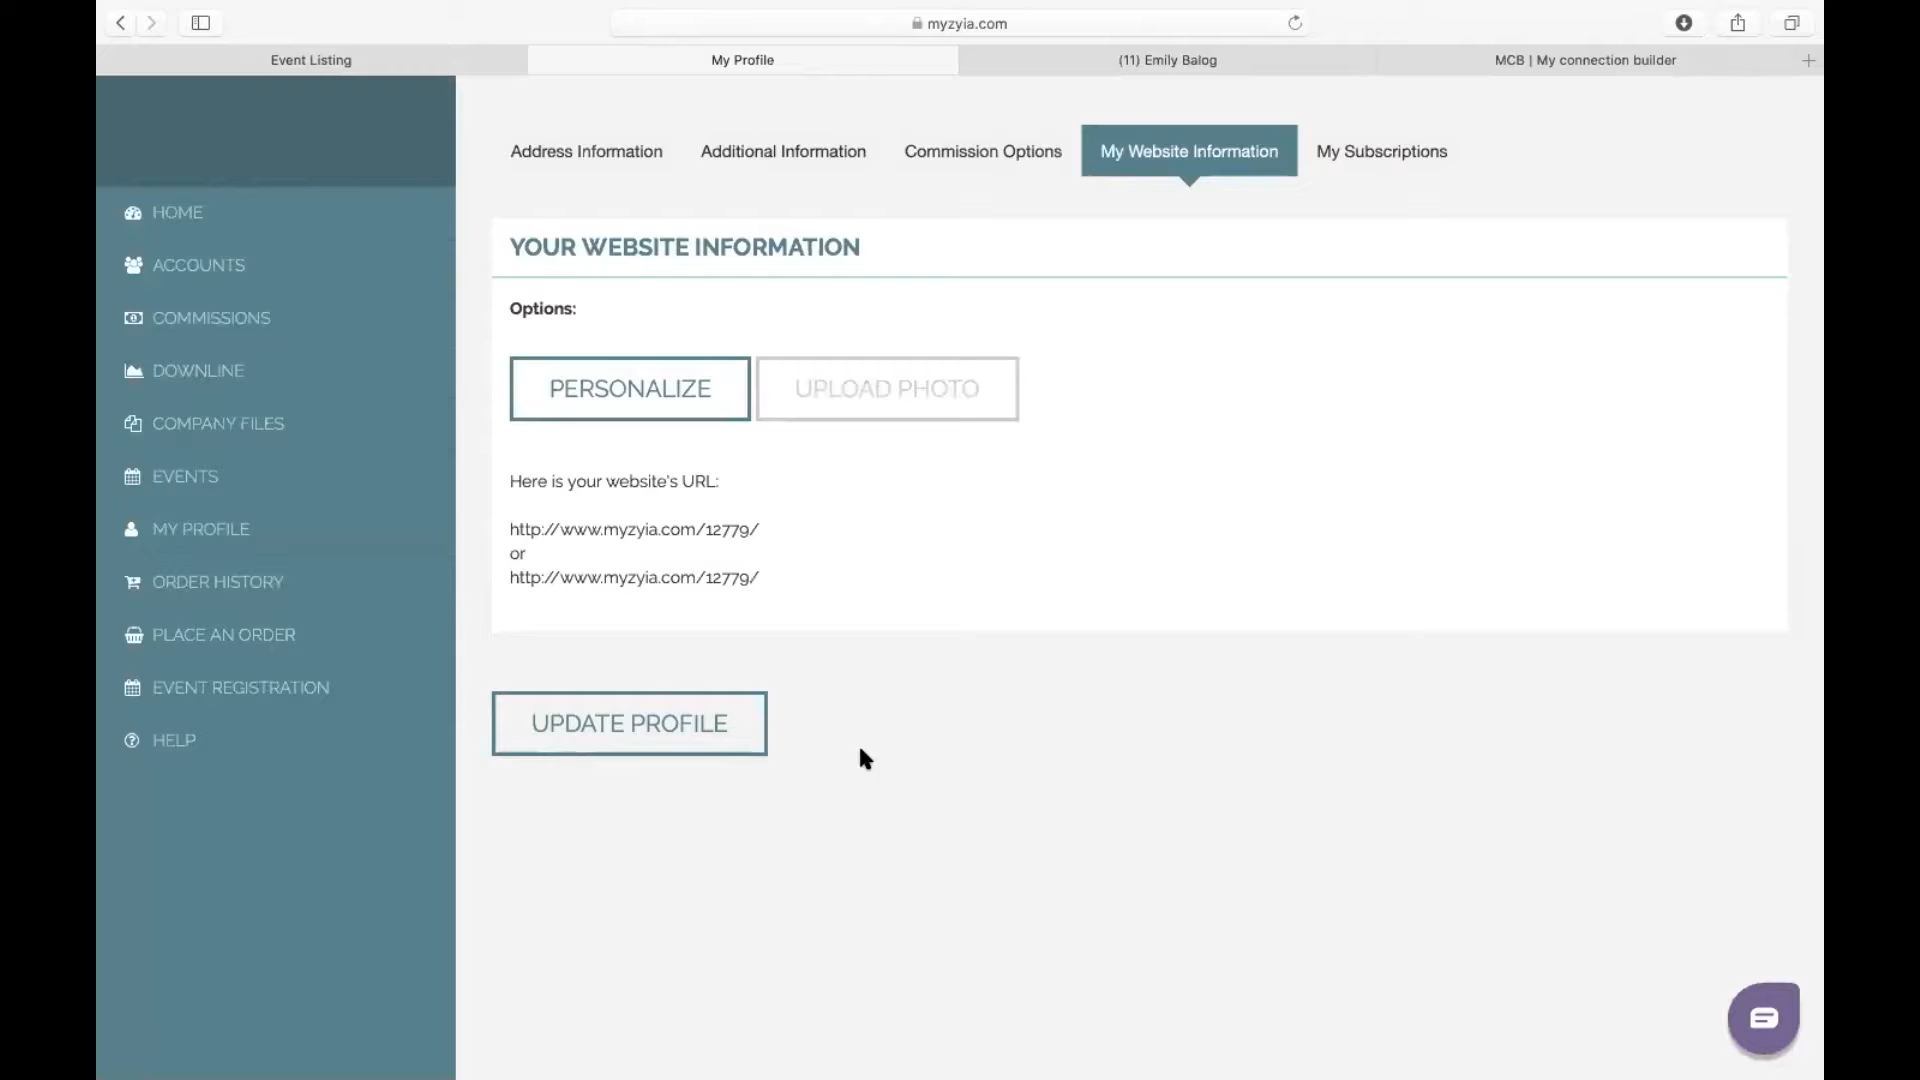 myzyia.com
Event Listing
My Profile
(11) Emily Balog
MCB | My connection builder
Address Information
Additional Information
Commission Options
My Website Information
My Subscriptions
HOME
ACCOUNTS
COMMISSIONS
DOWNLINE
COMPANY FILES
EVENTS
MY PROFILE
ORDER HISTORY
PLACE AN ORDER
EVENT REGISTRATION
HELP
YOUR WEBSITE INFORMATION
Options:
PERSONALIZE
UPLOAD PHOTO
Here is your website's URL:
http://www.myzyia.com/12779/
or
http://www.myzyia.com/12779/
UPDATE PROFILE